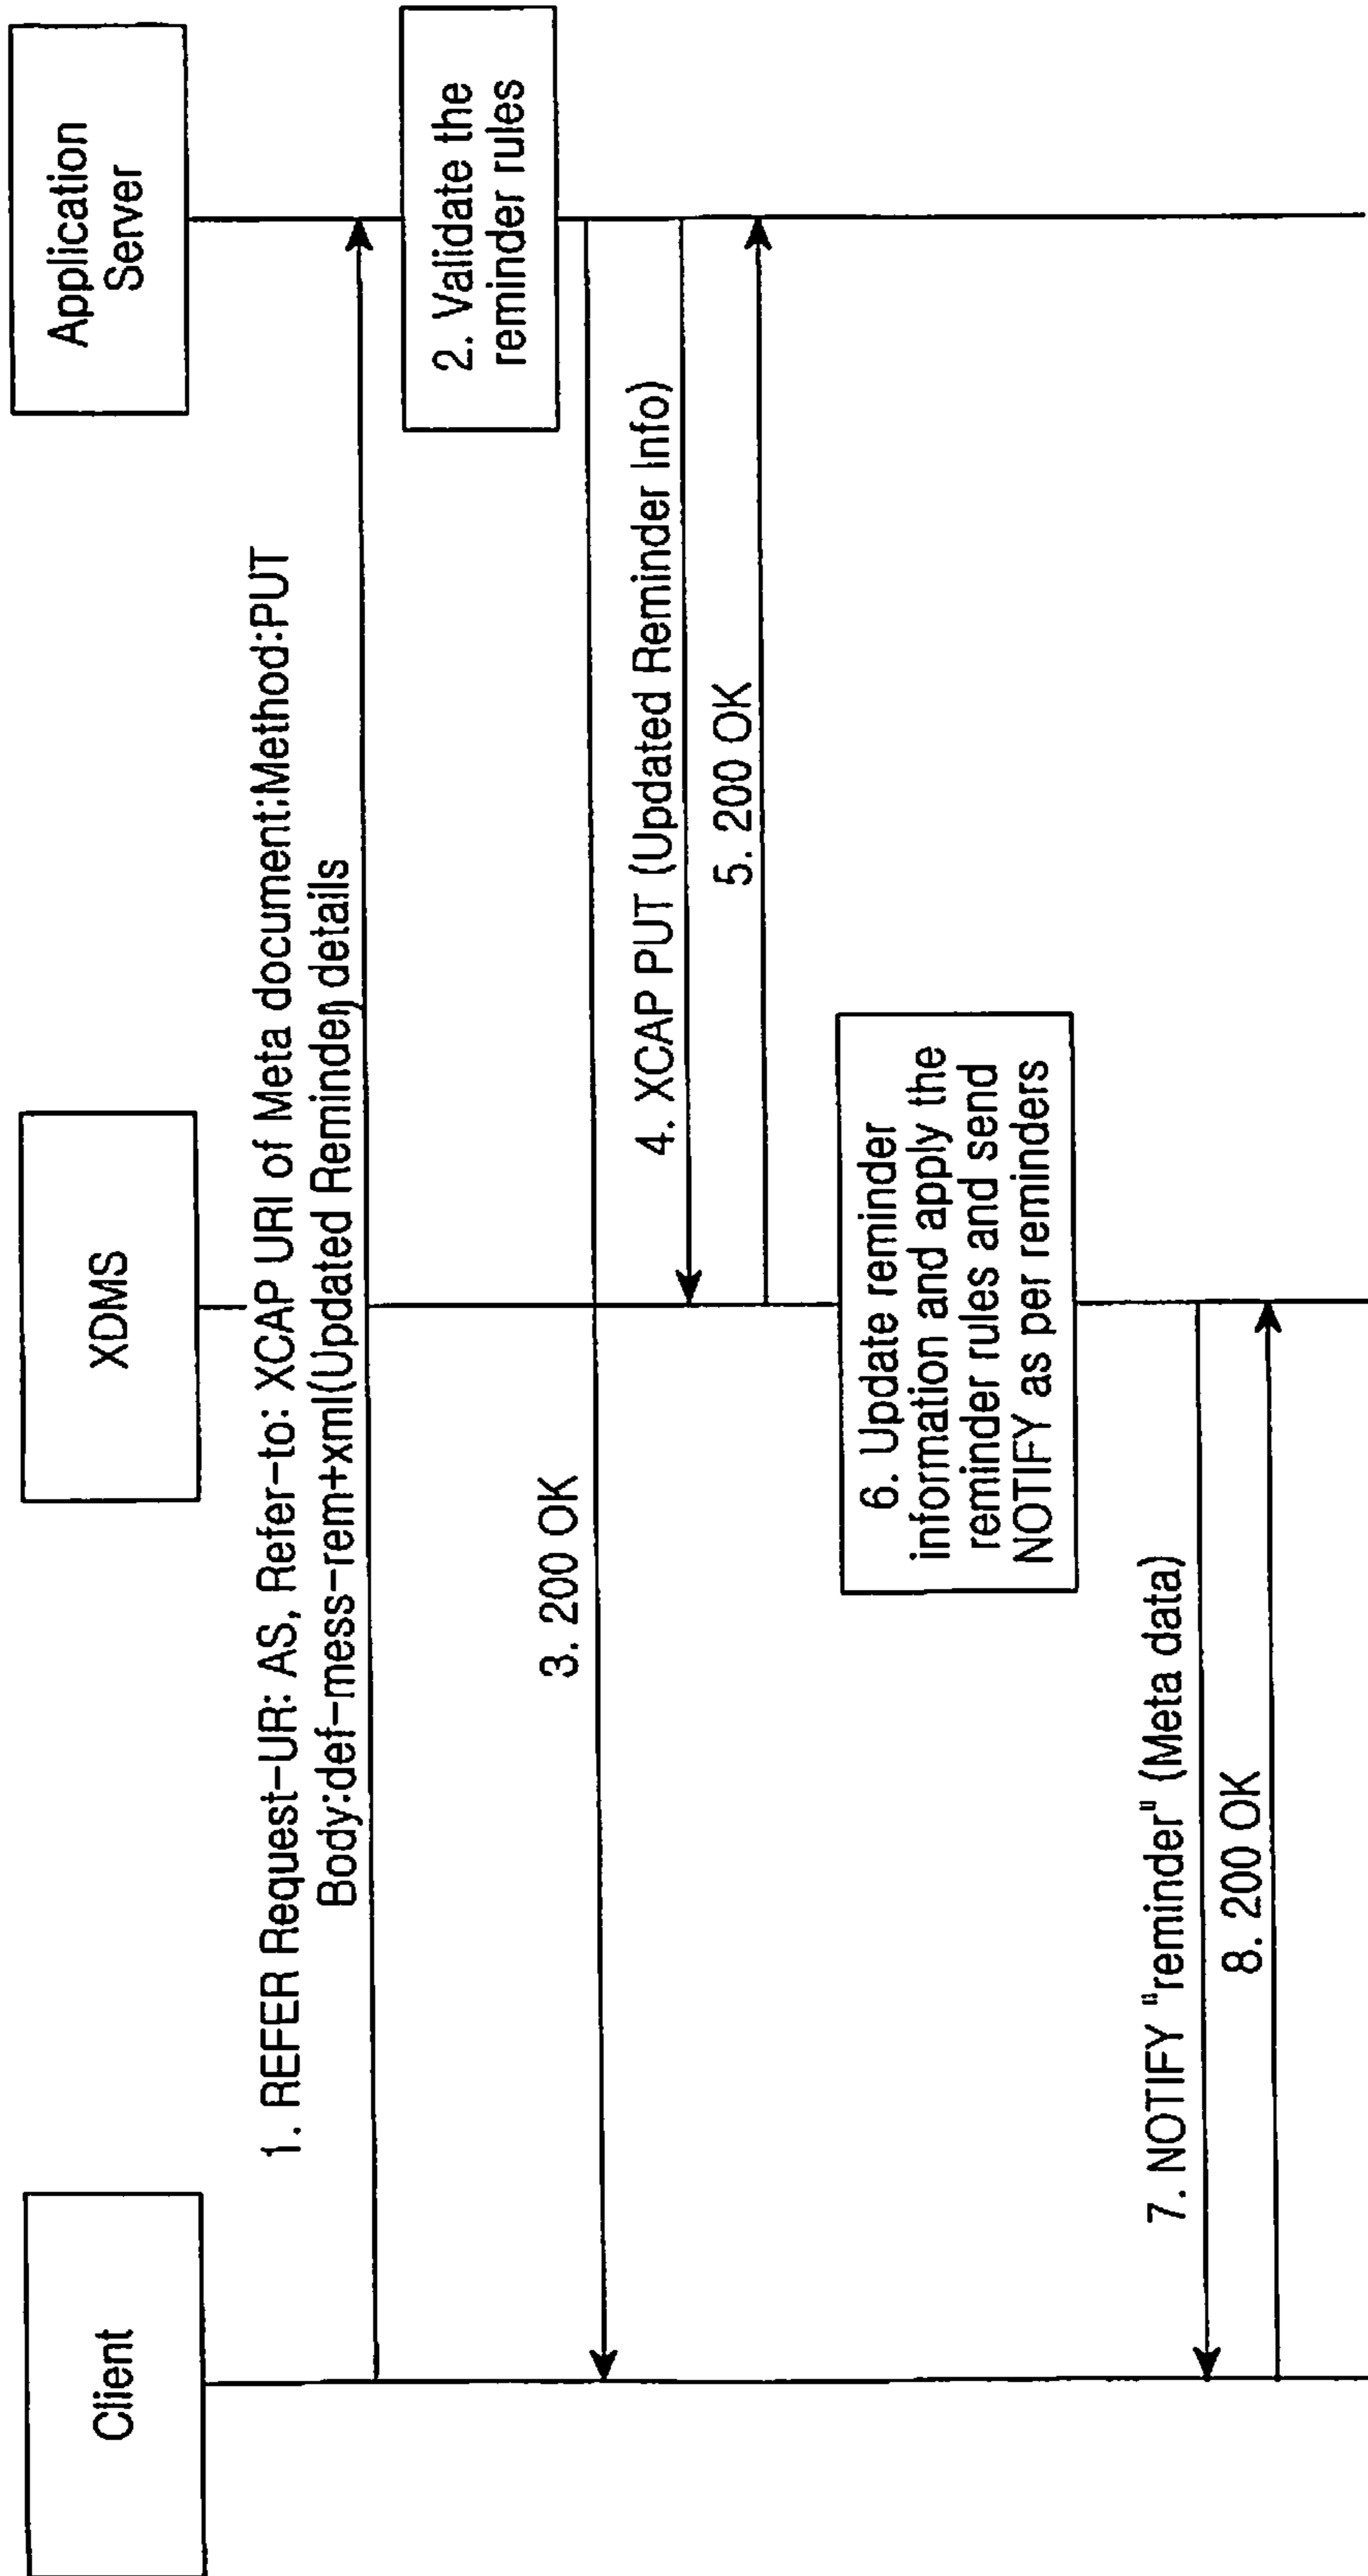 Client
XDMS
Application
Server
1. REFER Request-UR: AS, Refer-to: XCAP URI of Meta document:Method:PUT
Body:def-mess-rem+xml(Updated Reminder) details
2. Validate the
reminder rules
3. 200 OK
4. XCAP PUT (Updated Reminder Info)
5. 200 OK
6. Update reminder
information and apply the
reminder rules and send
NOTIFY as per reminders
7. NOTIFY "reminder" (Meta data)
8. 200 OK